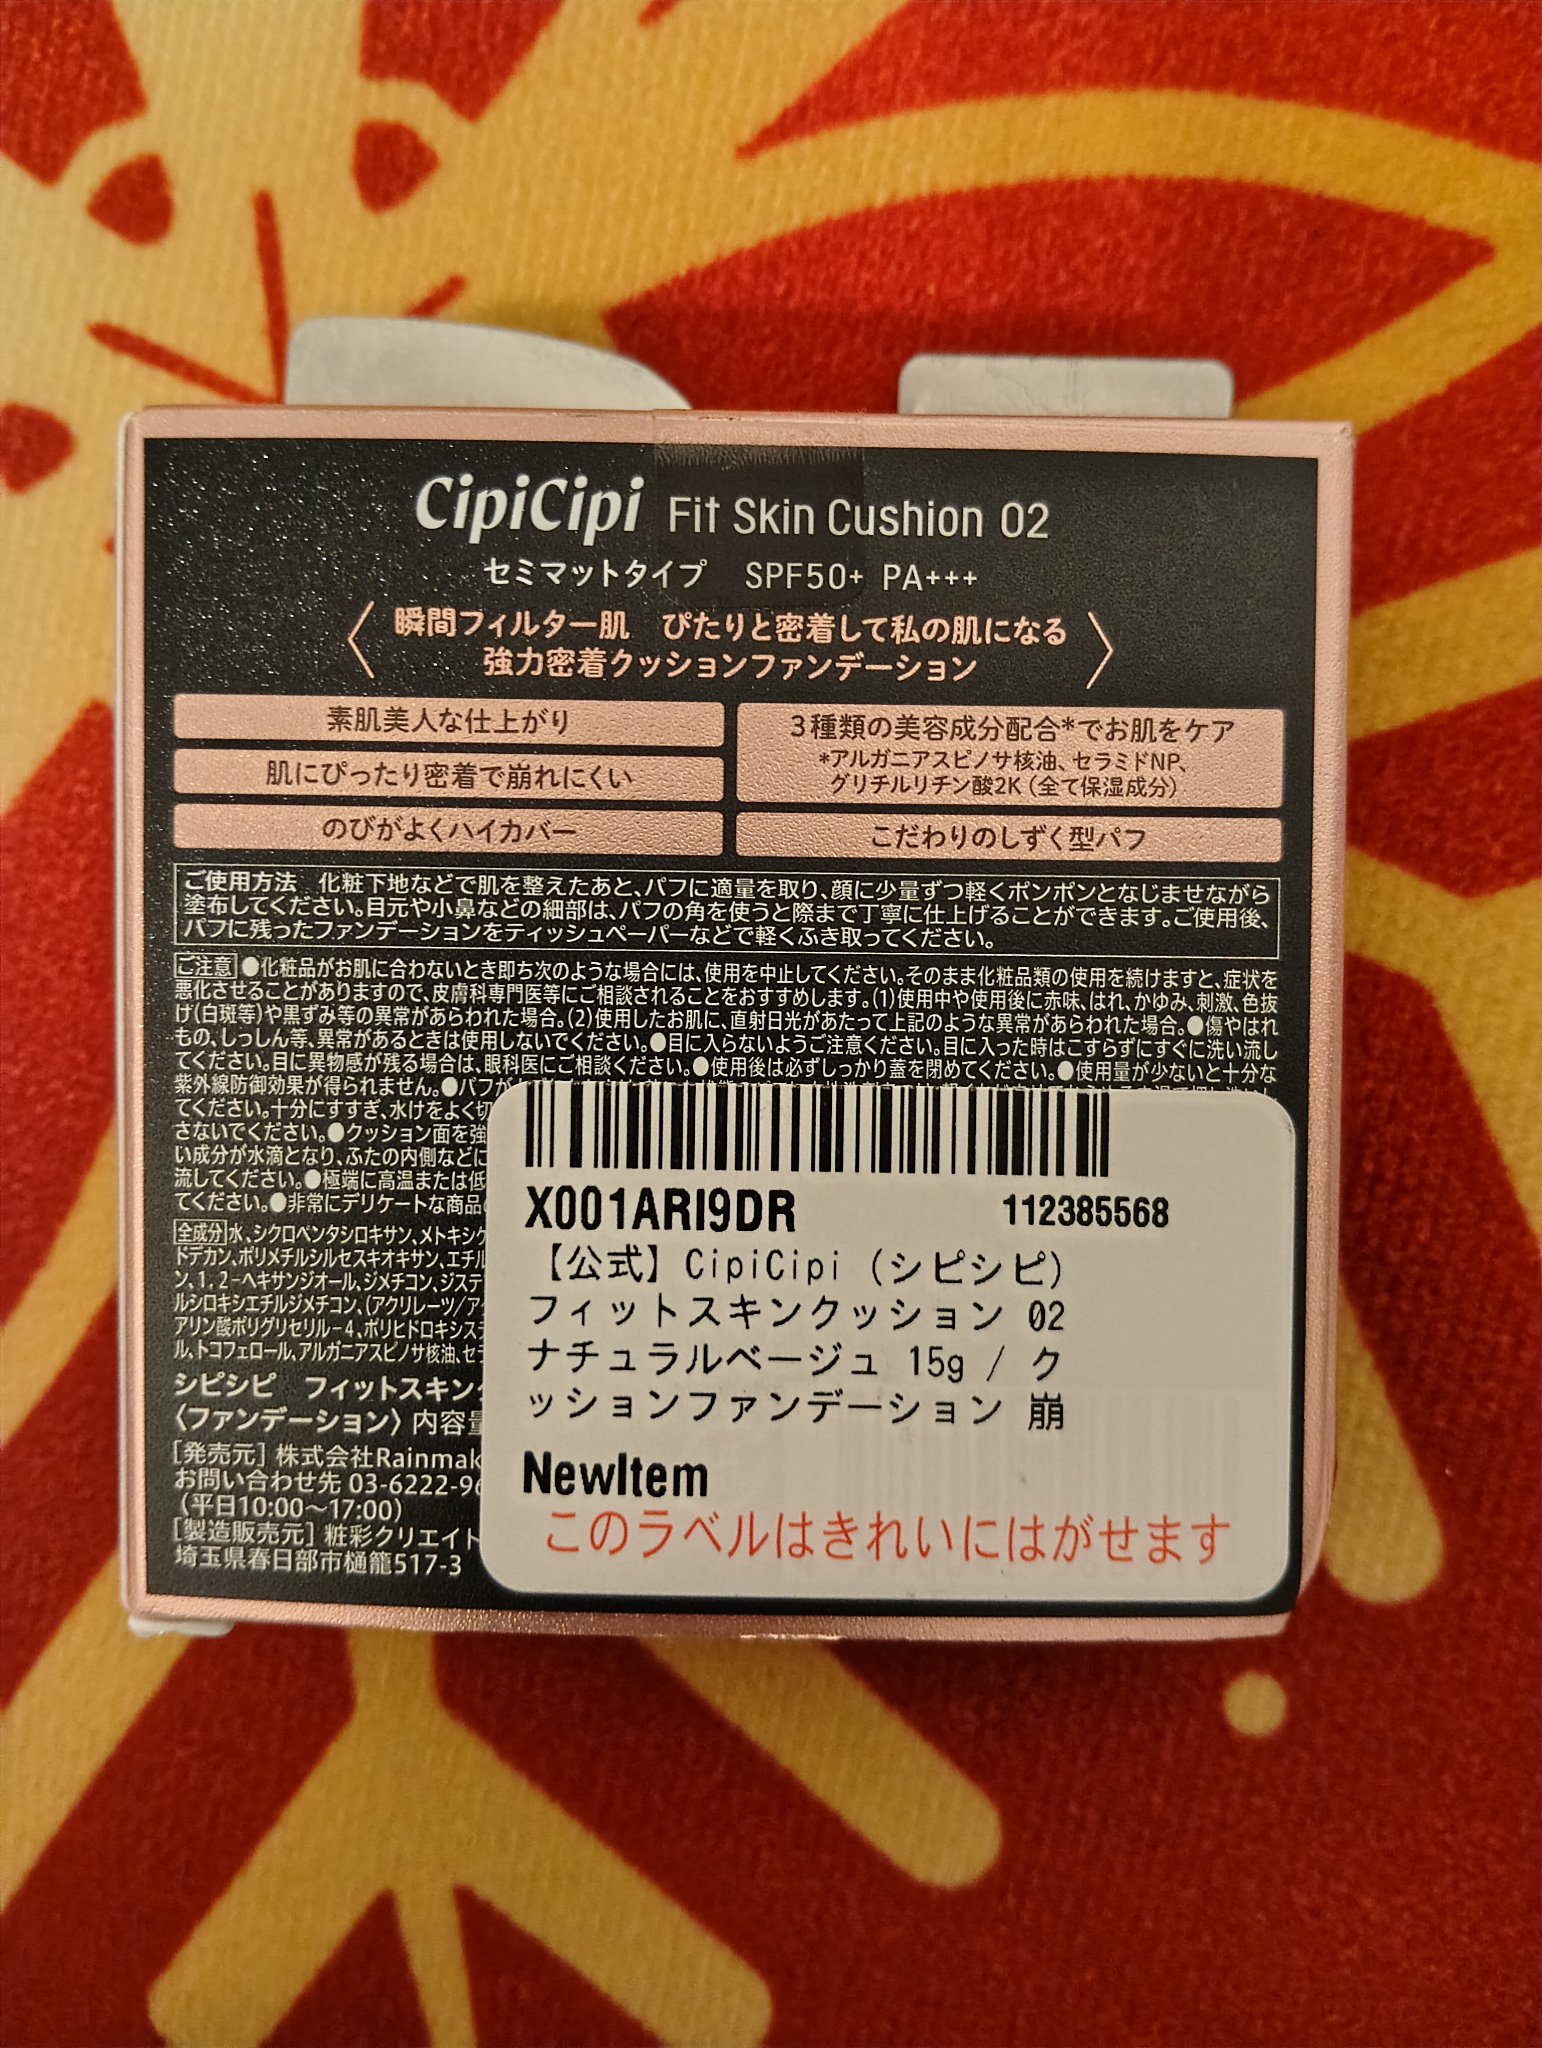 CipiCipi Fit Skin Cushion 02
セミマットタイプ SPF50+ PA+++
瞬間フィルター肌 ぴたりと密着して私の肌になる
強力密着クッションファンデーション
素肌美人な仕上がり
肌にぴったり密着で崩れにくい
のびがよくハイカバー
3種類の美容成分配合*でお肌をケア
*アルガニアスピノサ核油、セラミドNP、
グリチルリチン酸2K(全て保湿成分)
こだわりのしずく型パフ
ご使用方法 化粧下地などで肌を整えたあと、パフに適量を取り、顔に少量ずつ軽くポンポンとなじませながら
塗布してください。目元や小鼻などの細部は、パフの角を使うと際まで丁寧に仕上げることができます。ご使用後、
パフに残ったファンデーションをティッシュペーパーなどで軽くふき取ってください。
ご注意 ●化粧品がお肌に合わないとき即ち次のような場合には、使用を中止してください。そのまま化粧品類の使用を続けますと、症状を
悪化させることがありますので、皮膚科専門医等にご相談されることをおすすめします。(1)使用中や使用後に赤味、はれ、かゆみ、刺激、色抜
け(白斑等)や黒ずみ等の異常があらわれた場合。(2)使用したお肌に、直射日光があたって上記のような異常があらわれた場合。●傷やはれ
もの、しっしん等、異常があるときは使用しないでください。●目に入らないようご注意ください。目に入った時はこすらずにすぐに洗い流し
てください。目に異物感が残る場合は、眼科医にご相談ください。●使用後は必ずしっかり蓋を閉めてください。●使用量が少ないと十分な
紫外線防御効果が得られません。●パフが
てください。十分にすすぎ、水けをよく切
さないでください。●クッション面を強
い成分が水滴となり、ふたの内側などに
流してください。●極端に高温または低
てください。●非常にデリケートな商品
全成分 水、シクロペンタシロキサン、メトキシケ
ドデカン、ポリメチルシルセスキオキサン、エチル
ン、1,2-ヘキサンジオール、ジメチコン、ジステ
ルシロキシエチルジメチコン、(アクリレーツ/ア
アリン酸ポリグリセリル-4、ポリヒドロキシステ
ル、トコフェロール、アルガニアスピノサ核油、セラ
シピシピ フィットスキン
〈ファンデーション〉 内容量
[発売元] 株式会社Rainmak
お問い合わせ先 03-6222-96
(平日10:00〜17:00)
[製造販売元] 粧彩クリエイト
埼玉県春日部市樋籠517-3
X001ARI9DR 112385568
【公式】CipiCipi (シピシピ)
フィットスキンクッション 02
ナチュラルベージュ 15g / ク
ッションファンデーション 崩
NewItem
このラベルはきれいにはがせます